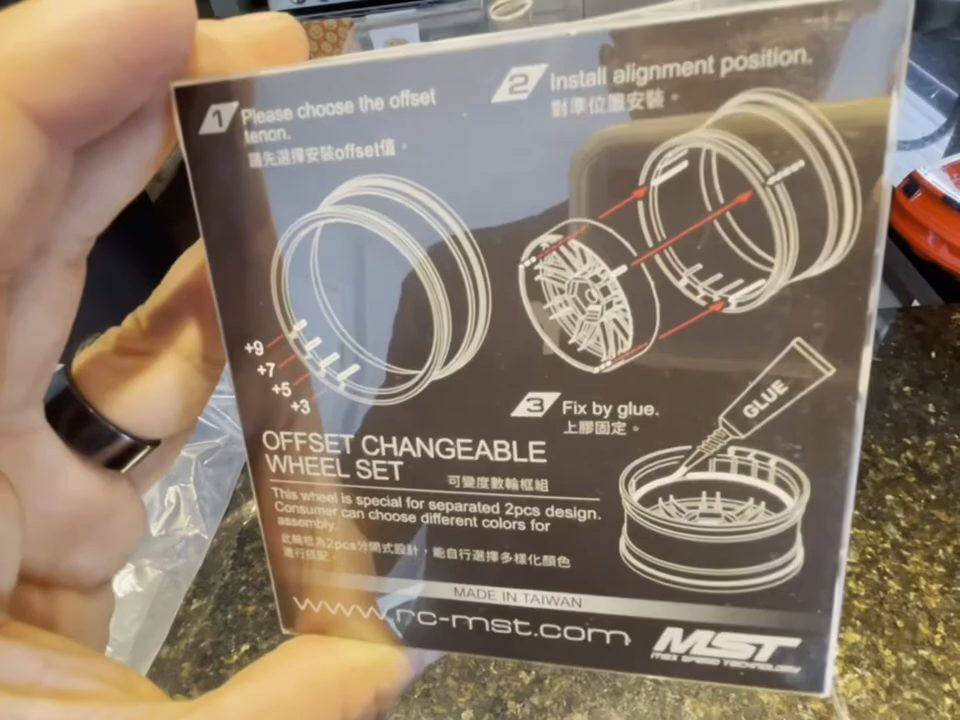 1 Please choose the offset
tenon.
請先選擇安裝offset值。
2 Install alignment position.
對準位置安裝。
+9
+7
+5
+3
GLUE
3 Fix by glue.
上膠固定。
OFFSET CHANGEABLE
WHEEL SET 可變度數輪框組
This wheel is special for separated 2pcs design.
Consumer can choose different colors for
assembly.
此輪框為2pcs分離式設計，能自行選擇多樣化顏色
進行搭配
MADE IN TAIWAN
www.rc-mst.com
MST
MAX SPEED TECHNOLOGY